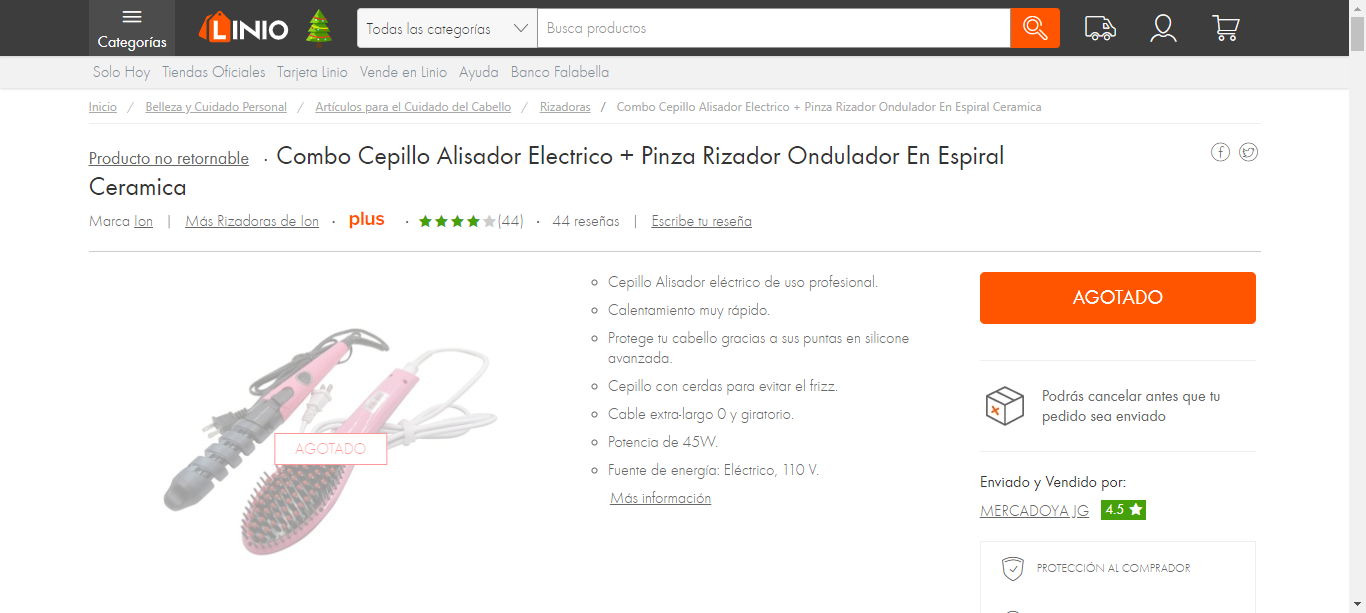 Categorías
LINIO
Todas las categorías
Busca productos
Solo Hoy Tiendas Oficiales Tarjeta Linio Vende en Linio Ayuda Banco Falabella
Inicio / Belleza y Cuidado Personal / Artículos para el Cuidado del Cabello / Rizadoras / Combo Cepillo Alisador Electrico + Pinza Rizador Ondulador En Espiral Ceramica
Producto no retornable · Combo Cepillo Alisador Electrico + Pinza Rizador Ondulador En Espiral
Ceramica
Marca Ion | Más Rizadoras de Ion · plus · (44) · 44 reseñas | Escribe tu reseña
AGOTADO
Cepillo Alisador eléctrico de uso profesional.
Calentamiento muy rápido.
Protege tu cabello gracias a sus puntas en silicone
avanzada.
Cepillo con cerdas para evitar el frizz.
Cable extra-largo 0 y giratorio.
Potencia de 45W.
Fuente de energía: Eléctrico, 110 V.
Más información
AGOTADO
Podrás cancelar antes que tu
pedido sea enviado
Enviado y Vendido por:
MERCADOYA JG 4.5
PROTECCIÓN AL COMPRADOR